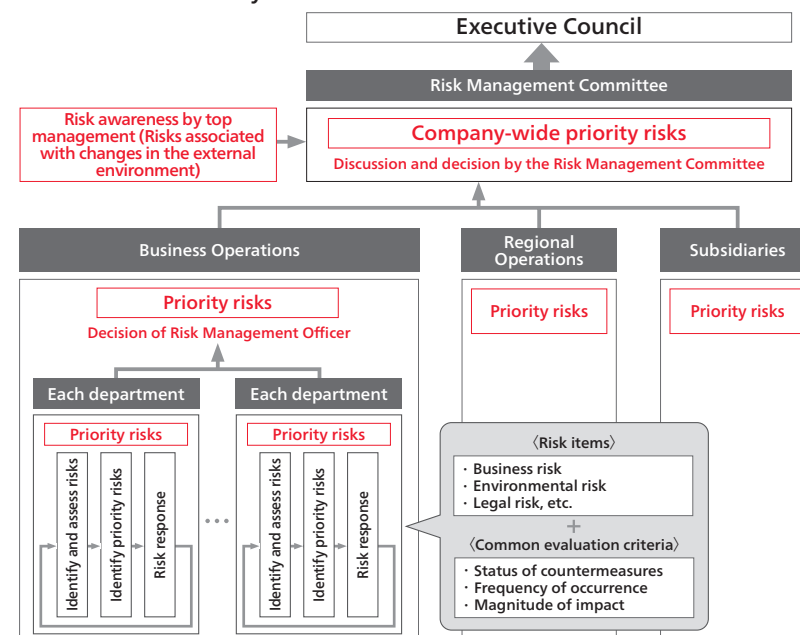 Executive Council
Risk Management Committee
Risk awareness by top
management (Risks associated
with changes in the external
environment)
Company-wide priority risks
Discussion and decision by the Risk Management Committee
Business Operations
Regional
Operations
Subsidiaries
Priority risks
Decision of Risk Management Officer
Priority risks
Priority risks
Each department
Each department
Priority risks
Identify and assess risks
Identify priority risks
Risk response
...
Priority risks
Identify and assess risks
Identify priority risks
Risk response
〈Risk items〉
· Business risk
· Environmental risk
· Legal risk, etc.
+
〈Common evaluation criteria〉
· Status of countermeasures
· Frequency of occurrence
· Magnitude of impact